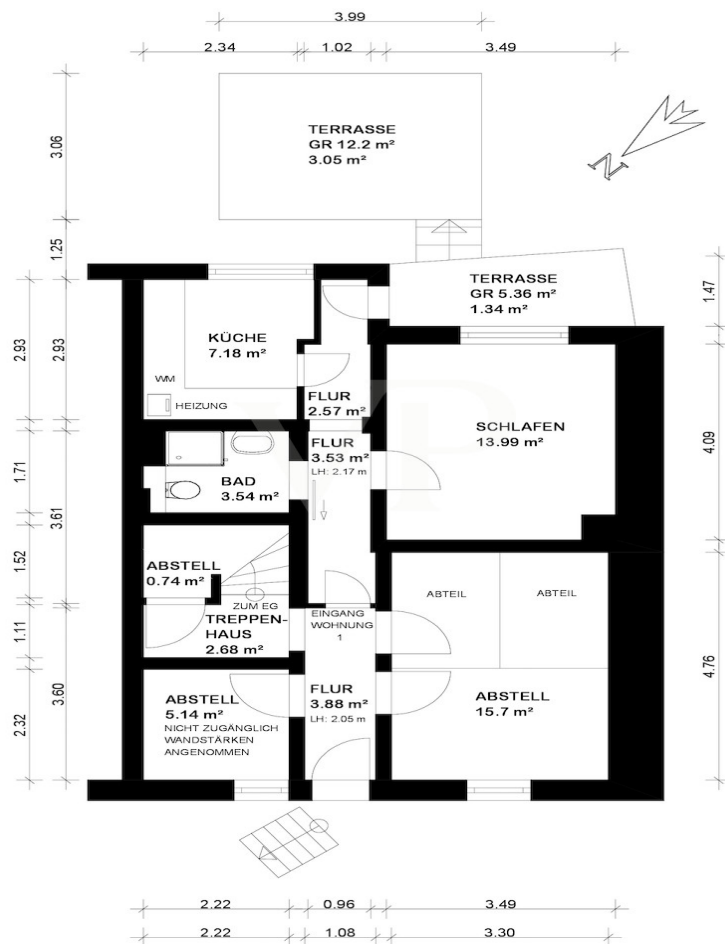 3.99
2.34 1.02 3.49
TERRASSE
GR 12.2 m²
3.05 m²
N
3.06
1.25
TERRASSE
GR 5.36 m²
1.34 m²
1.47
2.93
2.93
KÜCHE
7.18 m²
WM
HEIZUNG
FLUR
2.57 m²
SCHLAFEN
13.99 m²
4.09
FLUR
3.53 m²
LH: 2.17 m
VP
1.71
3.61
BAD
3.54 m²
1.52
ABSTELL
0.74 m²
ABTEIL
ABTEIL
ZUM EG
TREPPEN-
HAUS
2.68 m²
1.11
EINGANG
WOHNUNG
1
4.76
FLUR
3.88 m²
LH: 2.05 m
ABSTELL
15.7 m²
2.32
3.60
ABSTELL
5.14 m²
NICHT ZUGÄNGLICH
WANDSTÄRKEN
ANGENOMMEN
2.22 0.96 3.49
2.22 1.08 3.30